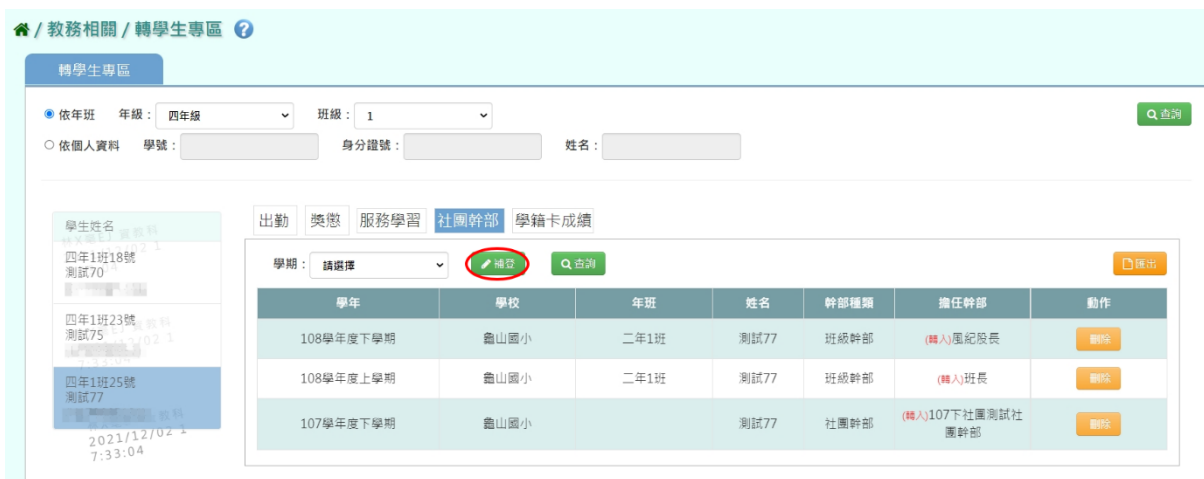 / 教務相關 / 轉學生專區 ?
轉學生專區
依年班 年級： 四年級 班級： 1 查詢
依個人資料 學號： 身分證號： 姓名：
出勤 獎懲 服務學習 社團幹部 學籍卡成績
學生姓名
四年1班18號
測試70
四年1班23號
測試75
四年1班25號
測試77
2021/12/02 1
7:33:04
學期： 請選擇 補登 查詢 匯出
學年 學校 年班 姓名 幹部種類 擔任幹部 動作
108學年度下學期 龜山國小 二年1班 測試77 班級幹部 (轉入)風紀股長 刪除
108學年度上學期 龜山國小 二年1班 測試77 班級幹部 (轉入)班長 刪除
107學年度下學期 龜山國小 測試77 社團幹部 (轉入)107下社團測試社
團幹部 刪除